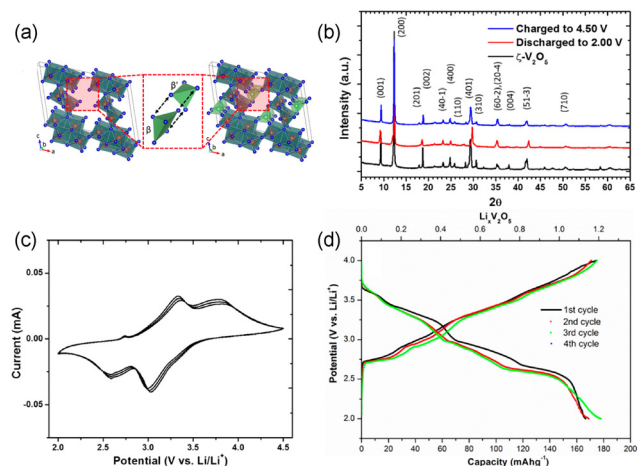 (a)
β'
β
c
b
a
c
b
a
(b)
Intensity (a.u.)
(001)
(200)
(002)
(201)
(40-1)
(400)
(110)
(401)
(310)
(60-2),(20-4)
(004)
(51-3)
(710)
Charged to 4.50 V
Discharged to 2.00 V
ζ-V₂O₅
5 10 15 20 25 30 35 40 45 50 55 60 65
2θ
(c)
Current (mA)
0.05
0.00
-0.05
2.0 2.5 3.0 3.5 4.0 4.5
Potential (V vs. Li/Li⁺)
(d)
LiₓV₂O₅
0.0 0.2 0.4 0.6 0.8 1.0 1.2
Potential (V vs. Li/Li⁺)
4.0
3.5
3.0
2.5
2.0
1st cycle
2nd cycle
3rd cycle
4th cycle
0 20 40 60 80 100 120 140 160 180 200
Capacity (mAhg⁻¹)